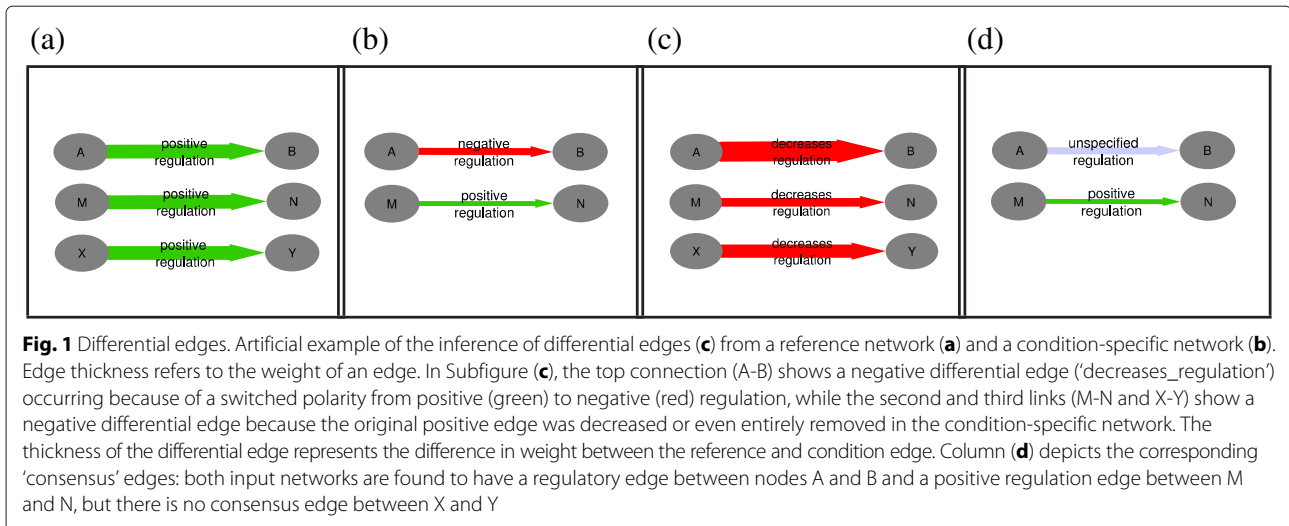 (a) (b) (c) (d)
A positive regulation B
M positive regulation N
X positive regulation Y
A negative regulation B
M positive regulation N
A decreases regulation B
M decreases regulation N
X decreases regulation Y
A unspecified regulation B
M positive regulation N
Fig. 1 Differential edges. Artificial example of the inference of differential edges (c) from a reference network (a) and a condition-specific network (b).
Edge thickness refers to the weight of an edge. In Subfigure (c), the top connection (A-B) shows a negative differential edge (‘decreases_regulation’)
occurring because of a switched polarity from positive (green) to negative (red) regulation, while the second and third links (M-N and X-Y) show a
negative differential edge because the original positive edge was decreased or even entirely removed in the condition-specific network. The
thickness of the differential edge represents the difference in weight between the reference and condition edge. Column (d) depicts the corresponding
‘consensus’ edges: both input networks are found to have a regulatory edge between nodes A and B and a positive regulation edge between M
and N, but there is no consensus edge between X and Y